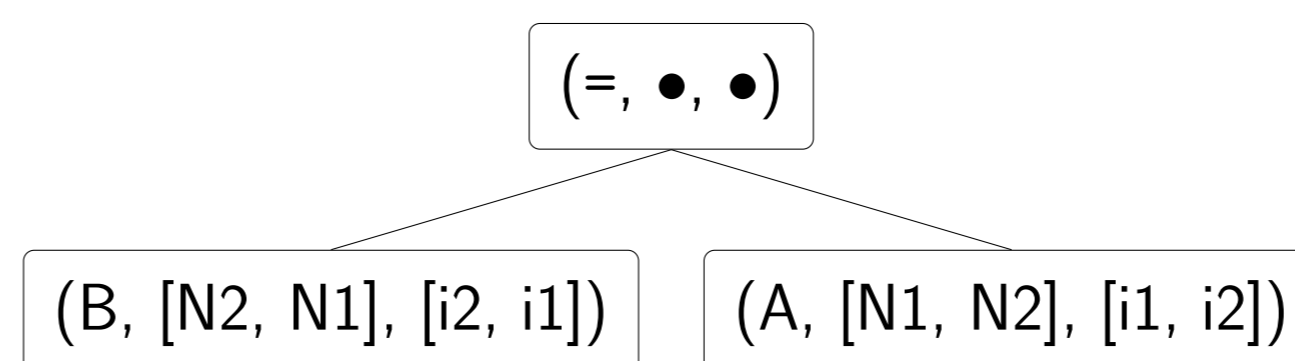 (=, ●, ●)
(B, [N2, N1], [i2, i1]) (A, [N1, N2], [i1, i2])